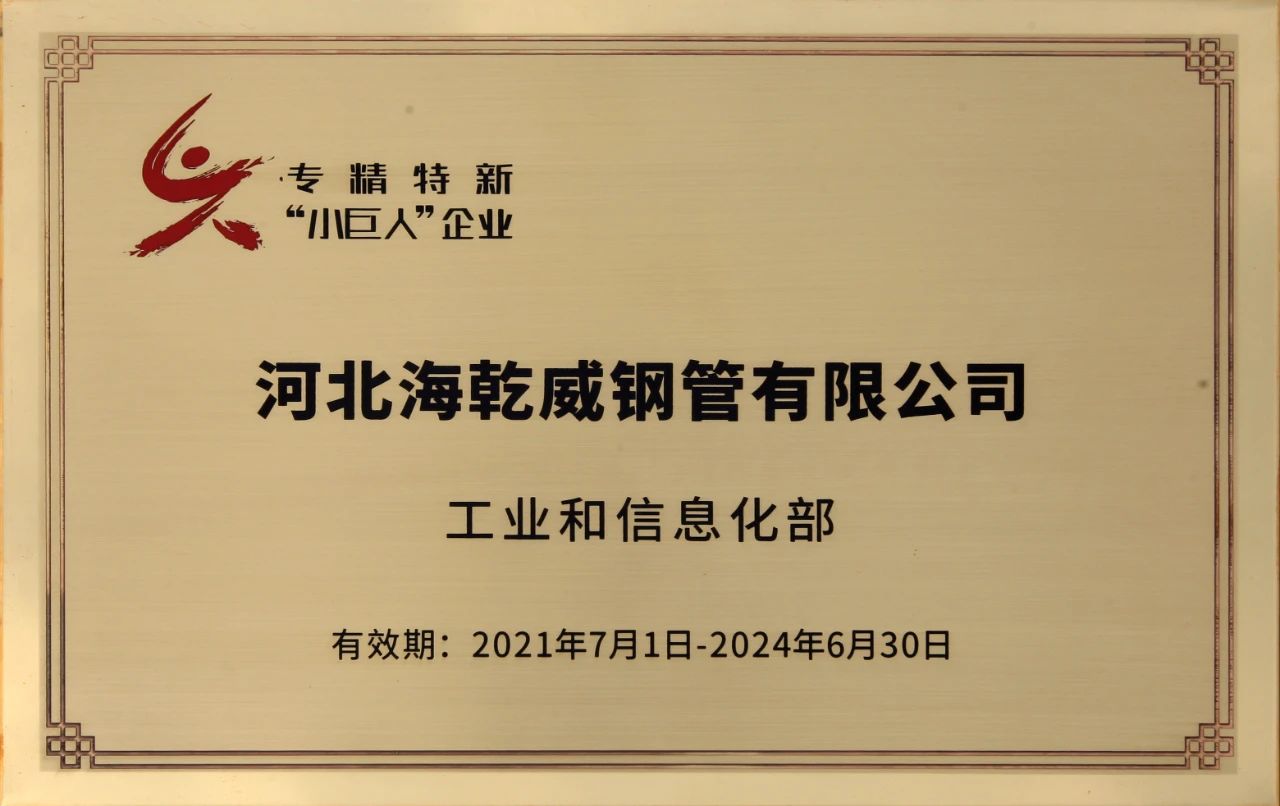 专精特新
“小巨人”企业
河北海乾威钢管有限公司
工业和信息化部
有效期：2021年7月1日-2024年6月30日